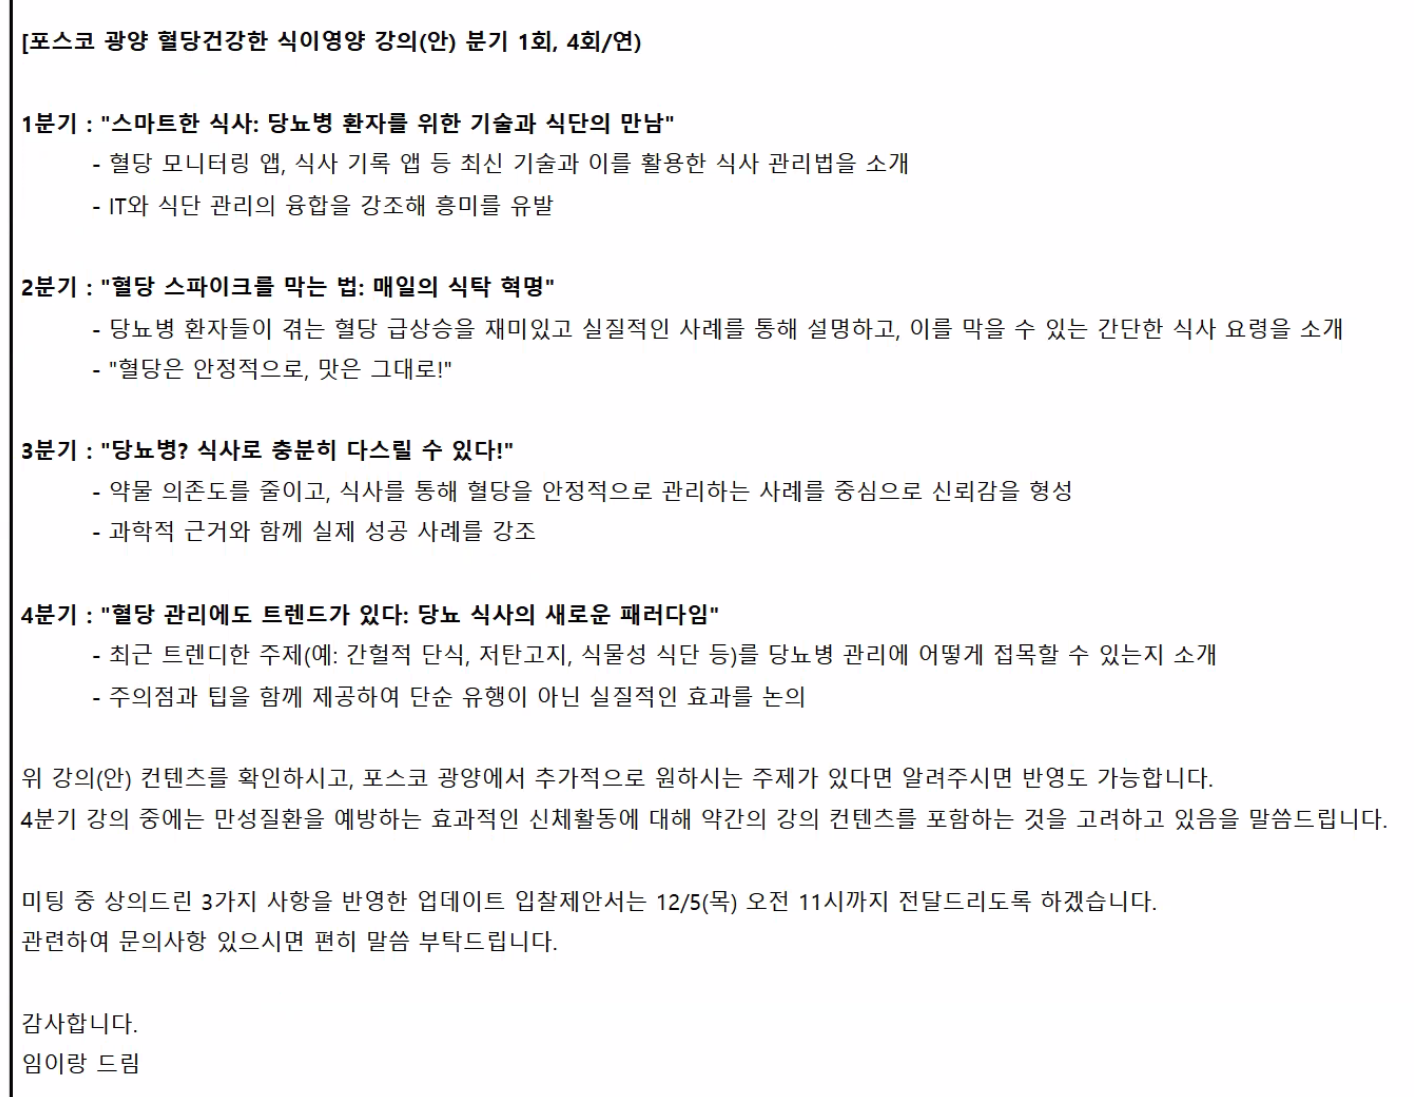 [포스코 광양 혈당건강한 식이영양 강의(안) 분기 1회, 4회/연)
1분기 : "스마트한 식사: 당뇨병 환자를 위한 기술과 식단의 만남"
- 혈당 모니터링 앱, 식사 기록 앱 등 최신 기술과 이를 활용한 식사 관리법을 소개
- IT와 식단 관리의 융합을 강조해 흥미를 유발
2분기 : "혈당 스파이크를 막는 법: 매일의 식탁 혁명"
- 당뇨병 환자들이 겪는 혈당 급상승을 재미있고 실질적인 사례를 통해 설명하고, 이를 막을 수 있는 간단한 식사 요령을 소개
- "혈당은 안정적으로, 맛은 그대로!"
3분기 : "당뇨병? 식사로 충분히 다스릴 수 있다!"
- 약물 의존도를 줄이고, 식사를 통해 혈당을 안정적으로 관리하는 사례를 중심으로 신뢰감을 형성
- 과학적 근거와 함께 실제 성공 사례를 강조
4분기 : "혈당 관리에도 트렌드가 있다: 당뇨 식사의 새로운 패러다임"
- 최근 트렌디한 주제(예: 간헐적 단식, 저탄고지, 식물성 식단 등)를 당뇨병 관리에 어떻게 접목할 수 있는지 소개
- 주의점과 팁을 함께 제공하여 단순 유행이 아닌 실질적인 효과를 논의
위 강의(안) 컨텐츠를 확인하시고, 포스코 광양에서 추가적으로 원하시는 주제가 있다면 알려주시면 반영도 가능합니다.
4분기 강의 중에는 만성질환을 예방하는 효과적인 신체활동에 대해 약간의 강의 컨텐츠를 포함하는 것을 고려하고 있음을 말씀드립니다.
미팅 중 상의드린 3가지 사항을 반영한 업데이트 입찰제안서는 12/5(목) 오전 11시까지 전달드리도록 하겠습니다.
관련하여 문의사항 있으시면 편히 말씀 부탁드립니다.
감사합니다.
임이랑 드림